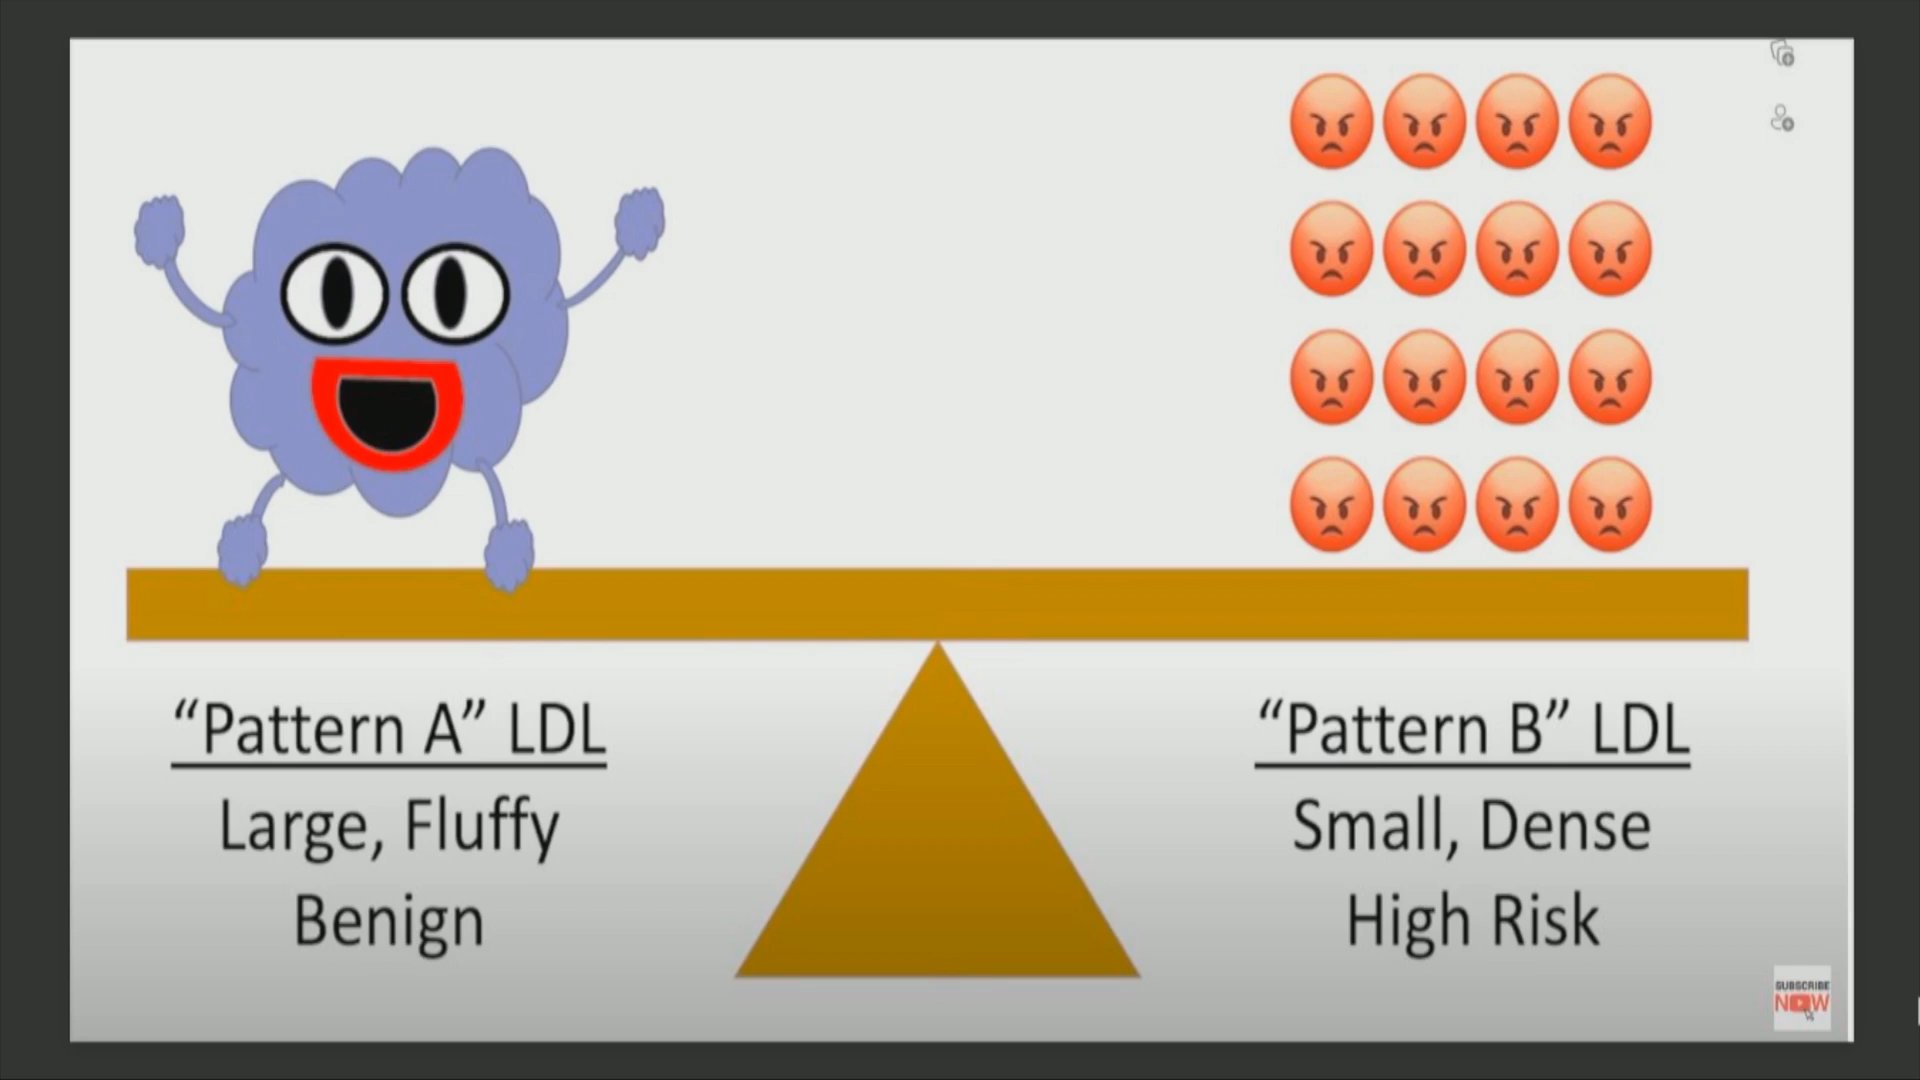 “Pattern A” LDL
Large, Fluffy
Benign
“Pattern B” LDL
Small, Dense
High Risk
SUBSCRIBE
NOW